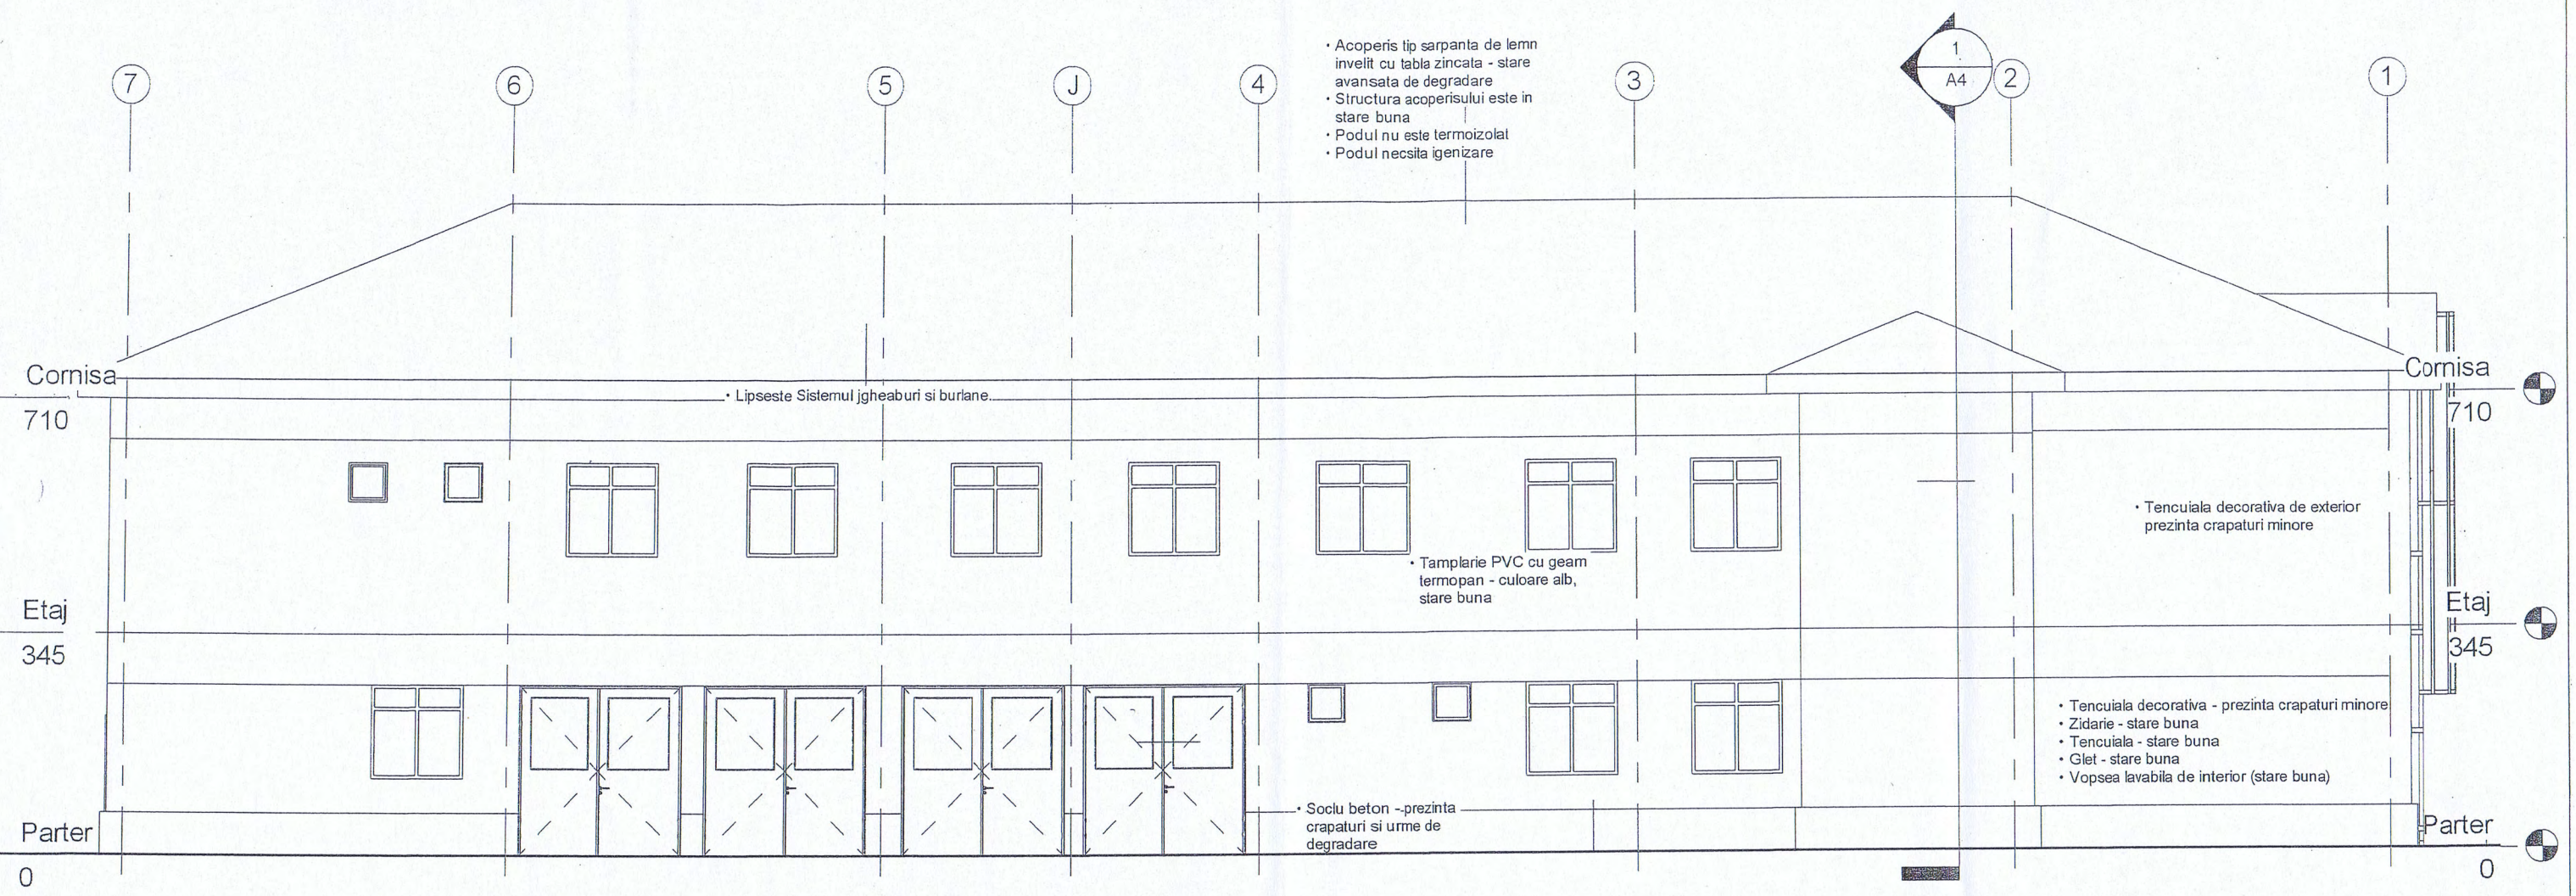 7
6
5
J
4
3
1
A4
2
1
• Acoperis tip sarpanta de lemn
invelit cu tabla zincata - stare
avansata de degradare
• Structura acoperisului este in
stare buna
• Podul nu este termoizolat
• Podul necsita igenizare
Cornisa
710
Cornisa
710
• Lipseste Sistemul jgheaburi si burlane
• Tencuiala decorativa de exterior
prezinta crapaturi minore
• Tamplarie PVC cu geam
termopan - culoare alb,
stare buna
Etaj
345
Etaj
345
• Tencuiala decorativa - prezinta crapaturi minore
• Zidarie - stare buna
• Tencuiala - stare buna
• Glet - stare buna
• Vopsea lavabila de interior (stare buna)
• Soclu beton - prezinta
crapaturi si urme de
degradare
Parter
0
Parter
0